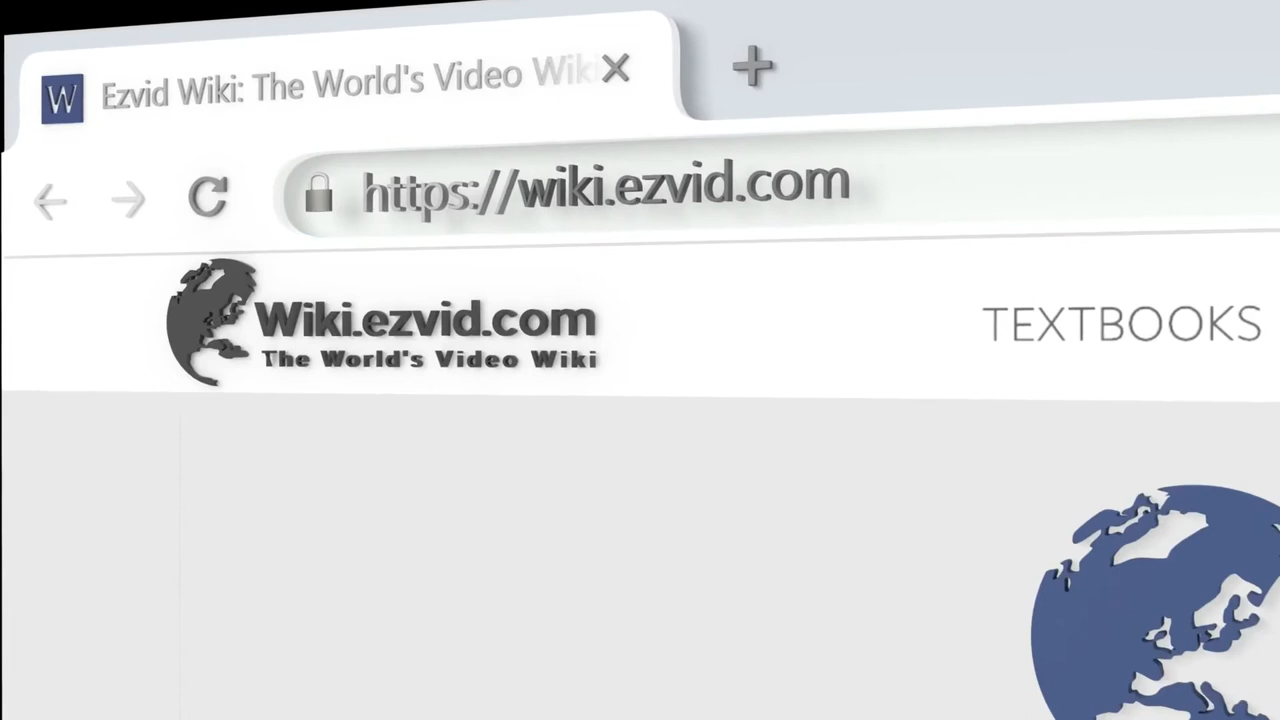 W Ezvid Wiki: The World's Video Wiki
https://wiki.ezvid.com
Wiki.ezvid.com
The World's Video Wiki
TEXTBOOKS